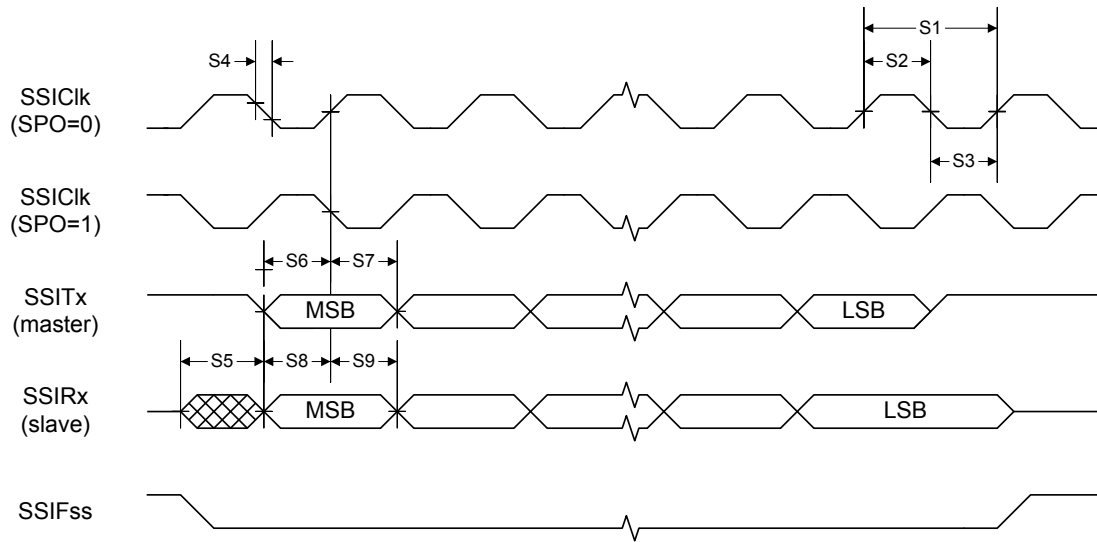 S1
S4
S2
SSIClk
(SPO=0)
S3
SSIClk
(SPO=1)
S6
S7
SSITx
(master)
MSB
LSB
S5
S8
S9
SSIRx
(slave)
MSB
LSB
SSIFss